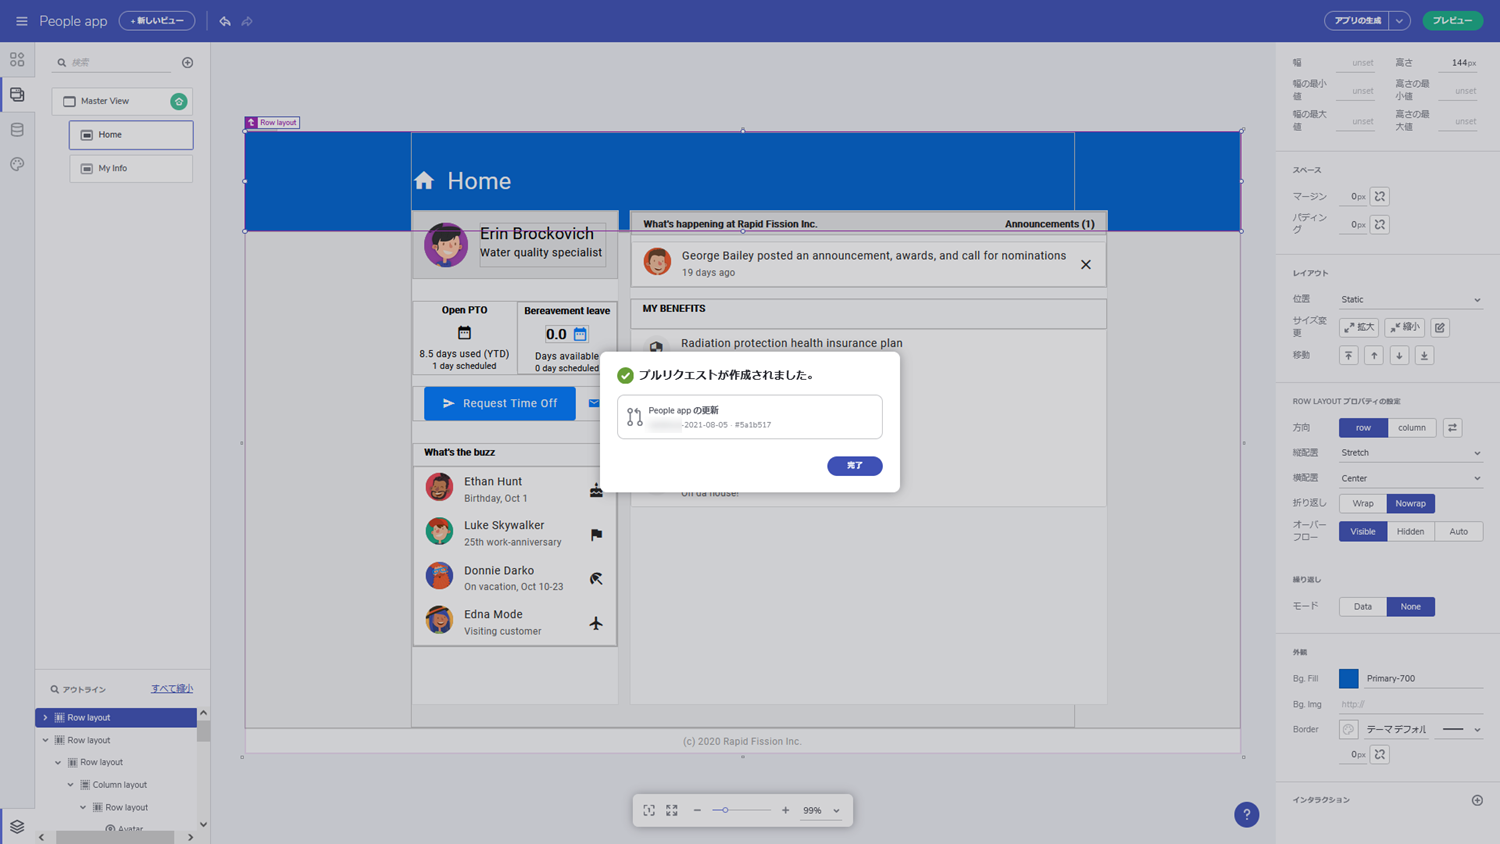 People app
+ 新しいビュー
アプリの生成
プレビュー
検索
Master View
Home
My Info
アウトライン
すべて縮小
Row layout
Row layout
Row layout
Column layout
Row layout
Avatar
Row layout
Home
Erin Brockovich
Water quality specialist
What's happening at Rapid Fission Inc.
Announcements (1)
George Bailey posted an announcement, awards, and call for nominations
19 days ago
Open PTO
8.5 days used (YTD)
1 day scheduled
Bereavement leave
0.0
Days available
0 day scheduled
MY BENEFITS
Radiation protection health insurance plan
Request Time Off
プルリクエストが作成されました。
People app の更新
-2021-08-05 · #5a1b517
完了
On da house!
What's the buzz
Ethan Hunt
Birthday, Oct 1
Luke Skywalker
25th work-anniversary
Donnie Darko
On vacation, Oct 10-23
Edna Mode
Visiting customer
(c) 2020 Rapid Fission Inc.
99%
幅 unset 高さ 144px
幅の最小値 unset 高さの最小値 unset
幅の最大値 unset 高さの最大値 unset
スペース
マージン 0px
パディング 0px
レイアウト
位置 Static
サイズ変更 拡大 縮小
移動
ROW LAYOUT プロパティの設定
方向 row column
縦配置 Stretch
横配置 Center
折り返し Wrap Nowrap
オーバーフロー Visible Hidden Auto
繰り返し
モード Data None
外観
Bg. Fill Primary-700
Bg. Img http://
Border テーマ デフォル
0px
インタラクション
?